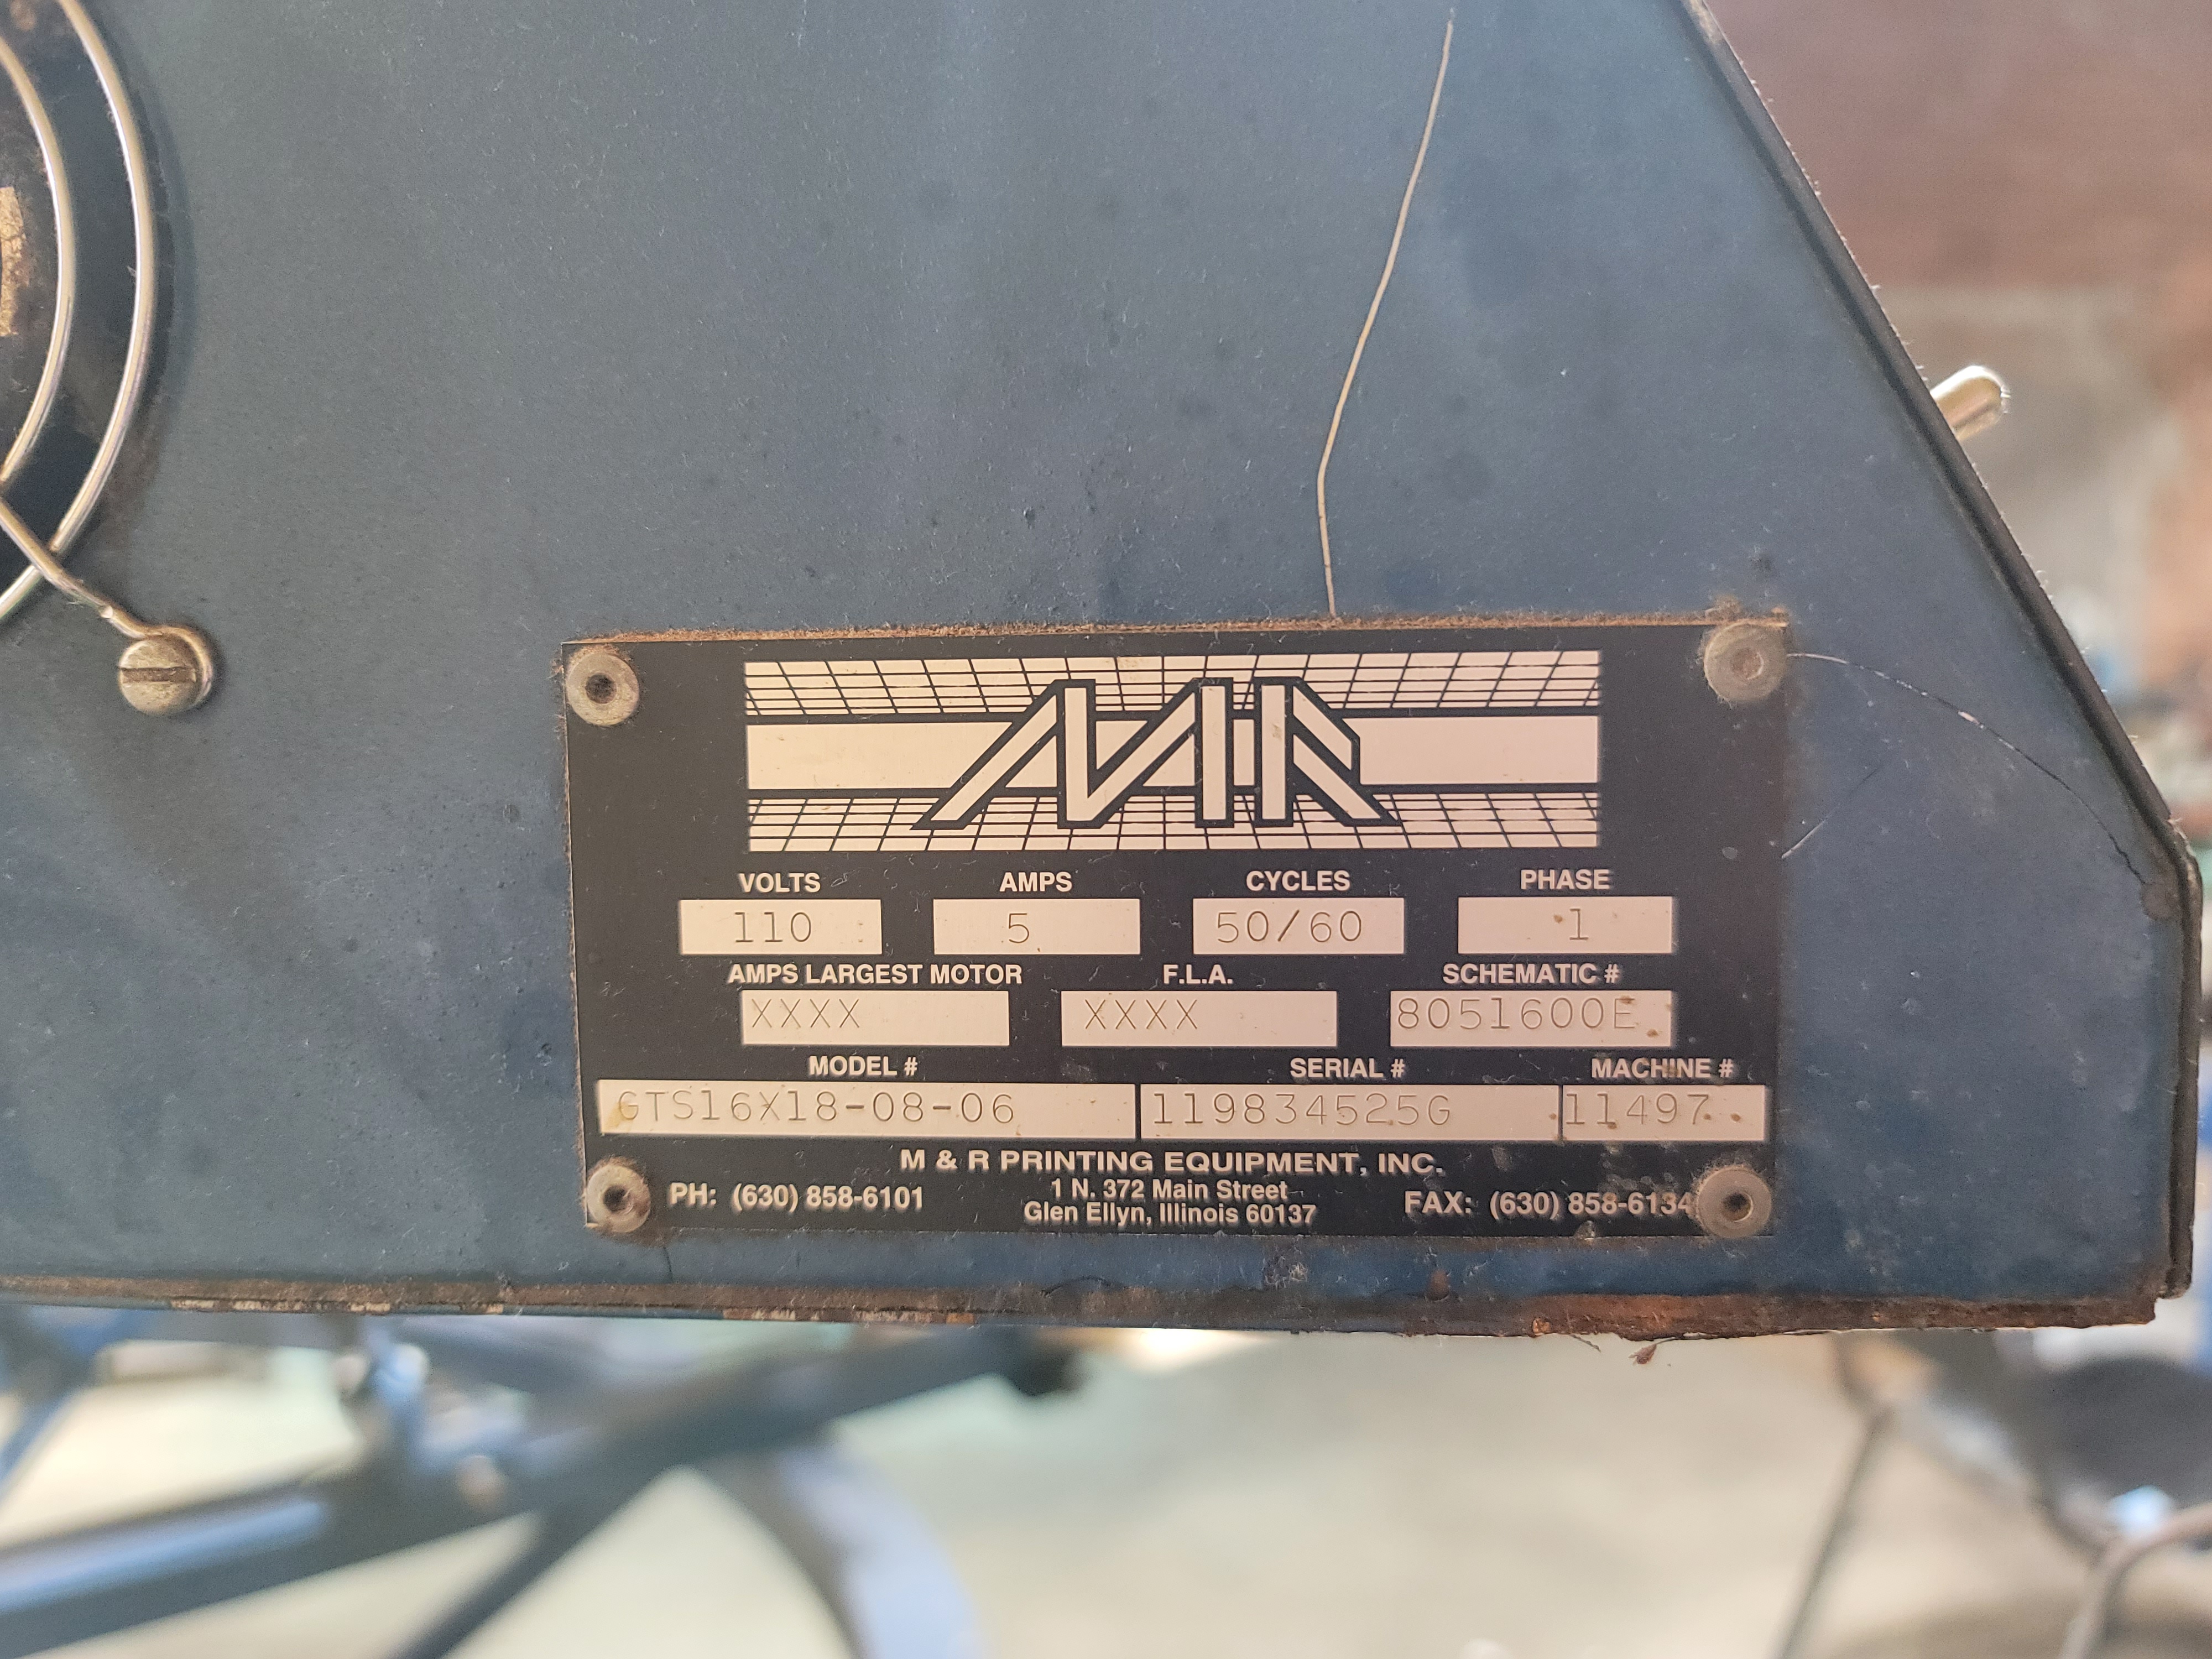 MR
VOLTS AMPS CYCLES PHASE
110 5 50/60 1
AMPS LARGEST MOTOR F.L.A. SCHEMATIC #
XXXX XXXX 8051600E
MODEL # SERIAL # MACHINE #
GTS16X18-08-06 119834525G 11497
M & R PRINTING EQUIPMENT, INC.
PH: (630) 858-6101 1 N. 372 Main Street FAX: (630) 858-6134
Glen Ellyn, Illinois 60137